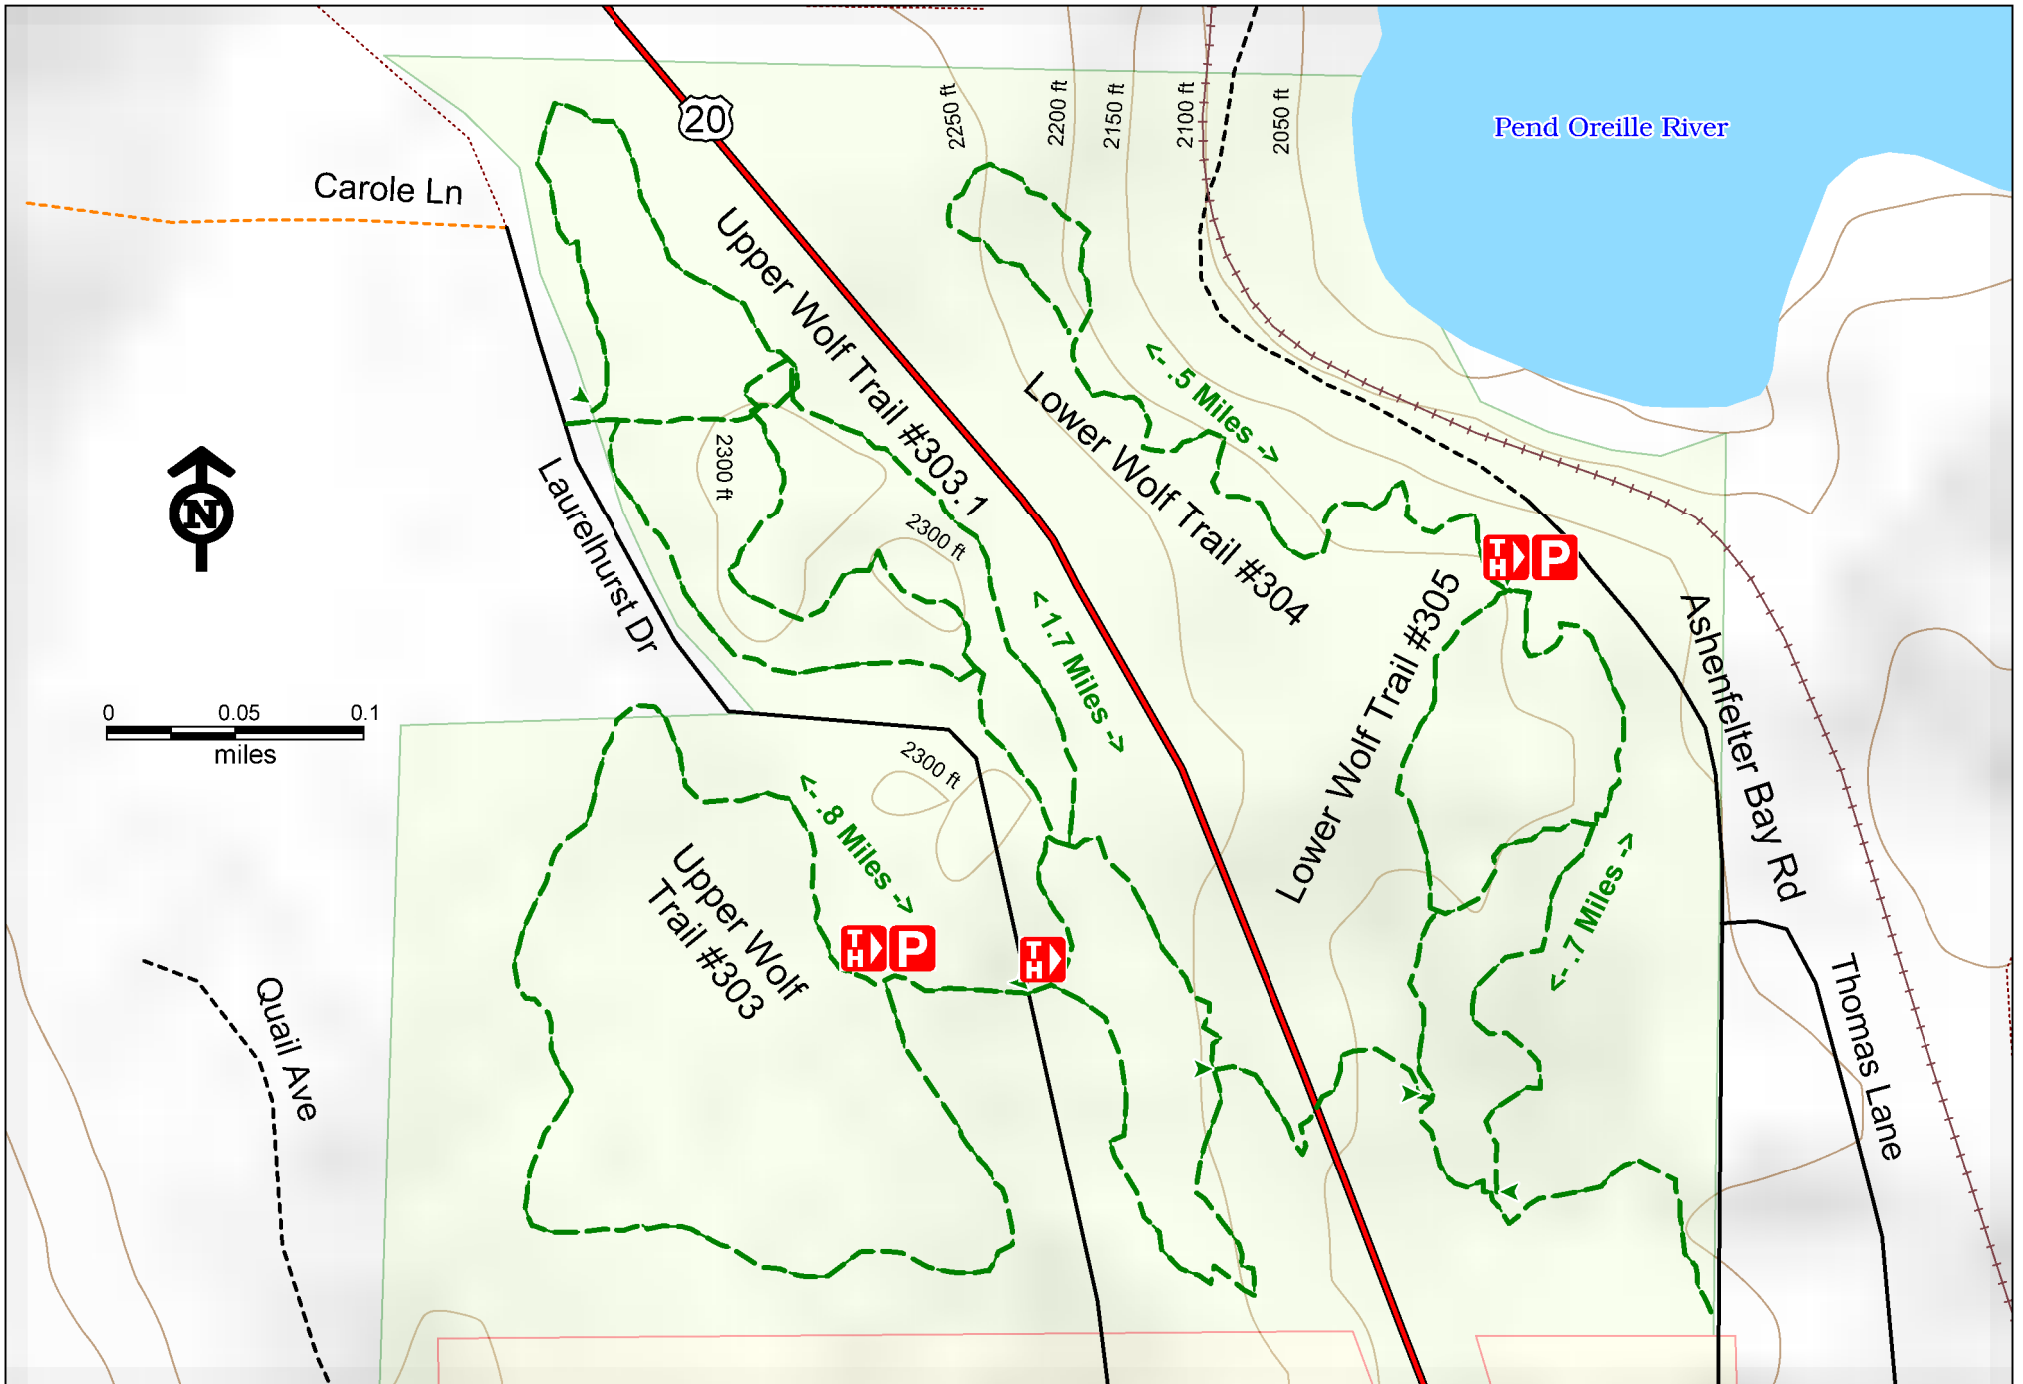 20
Pend Oreille River
2250 ft
2200 ft
2150 ft
2100 ft
2050 ft
Carole Ln
Upper Wolf Trail #303.1
<- .5 Miles ->
Lower Wolf Trail #304
2300 ft
2300 ft
N
Laurelhurst Dr
TH
P
Lower Wolf Trail #305
< 1.7 Miles ->
Ashenfelter Bay Rd
0 0.05 0.1
miles
2300 ft
<- .8 Miles ->
Upper Wolf
Trail #303
<- .7 Miles ->
TH
P
TH
Thomas Lane
Quail Ave